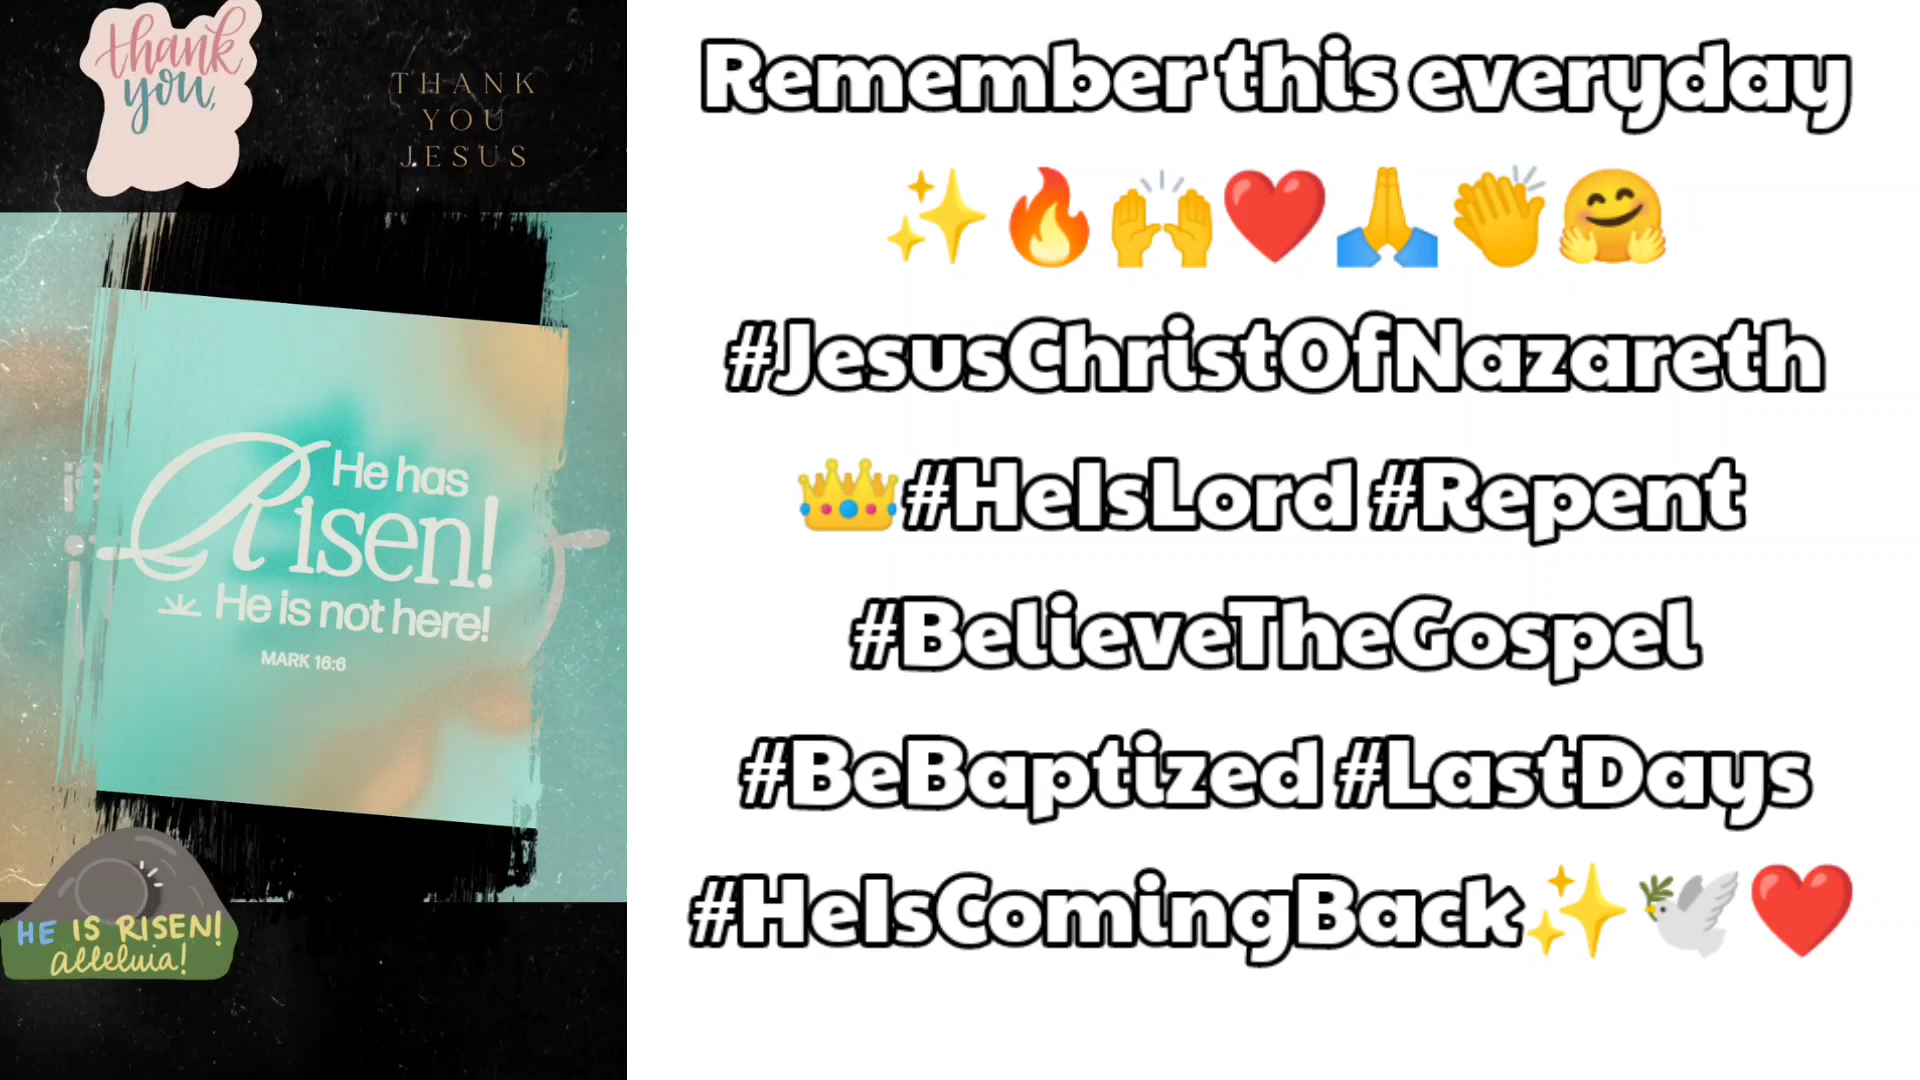 thank
you,
THANK
YOU
JESUS
He has
Risen!
He is not here!
MARK 16:6
HE IS RISEN!
alleluia!
Remember this everyday
✨🔥🙌❤️🙏👏🤗
#JesusChristOfNazareth
👑#HeIsLord #Repent
#BelieveTheGospel
#BeBaptized #LastDays
#HeIsComingBack✨🕊️❤️